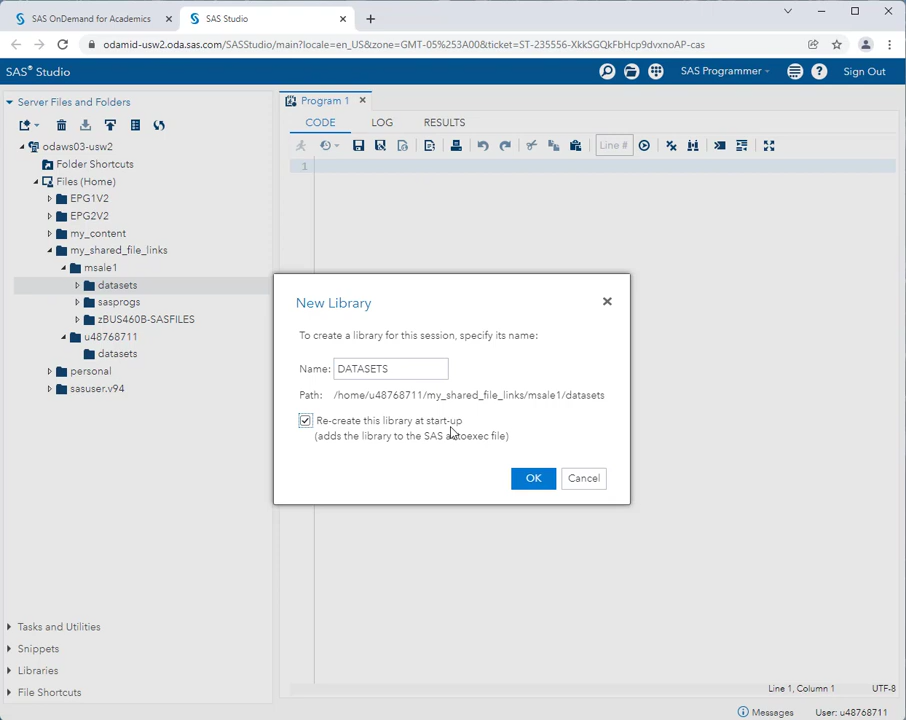 SAS OnDemand for Academics
SAS Studio
odamid-usw2.oda.sas.com/SASStudio/main?locale=en_US&zone=GMT-05%253A00&ticket=ST-235556-XkkSGQkFbHcp9dvxnoAP-cas
SAS® Studio
SAS Programmer
Sign Out
Server Files and Folders
odaws03-usw2
Folder Shortcuts
Files (Home)
EPG1V2
EPG2V2
my_content
my_shared_file_links
msale1
datasets
sasprogs
zBUS460B-SASFILES
u48768711
datasets
personal
sasuser.v94
Tasks and Utilities
Snippets
Libraries
File Shortcuts
Program 1
CODE LOG RESULTS
Line #
1
New Library
To create a library for this session, specify its name:
Name: DATASETS
Path: /home/u48768711/my_shared_file_links/msale1/datasets
Re-create this library at start-up
(adds the library to the SAS autoexec file)
OK Cancel
Line 1, Column 1 UTF-8
Messages User: u48768711